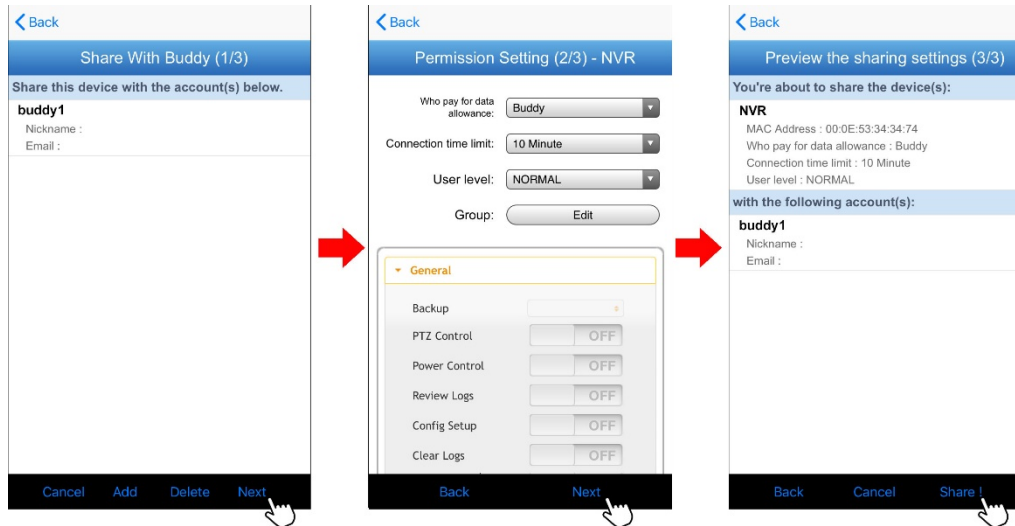 Back
Share With Buddy (1/3)
Share this device with the account(s) below.
buddy1
Nickname :
Email :
Cancel Add Delete Next
Back
Permission Setting (2/3) - NVR
Who pay for data
allowance:
Buddy
Connection time limit: 10 Minute
User level: NORMAL
Group: Edit
General
Backup
PTZ Control OFF
Power Control OFF
Review Logs OFF
Config Setup OFF
Clear Logs OFF
Back Next
Back
Preview the sharing settings (3/3)
You're about to share the device(s):
NVR
MAC Address : 00:0E:53:34:34:74
Who pay for data allowance : Buddy
Connection time limit : 10 Minute
User level : NORMAL
with the following account(s):
buddy1
Nickname :
Email :
Back Cancel Share !